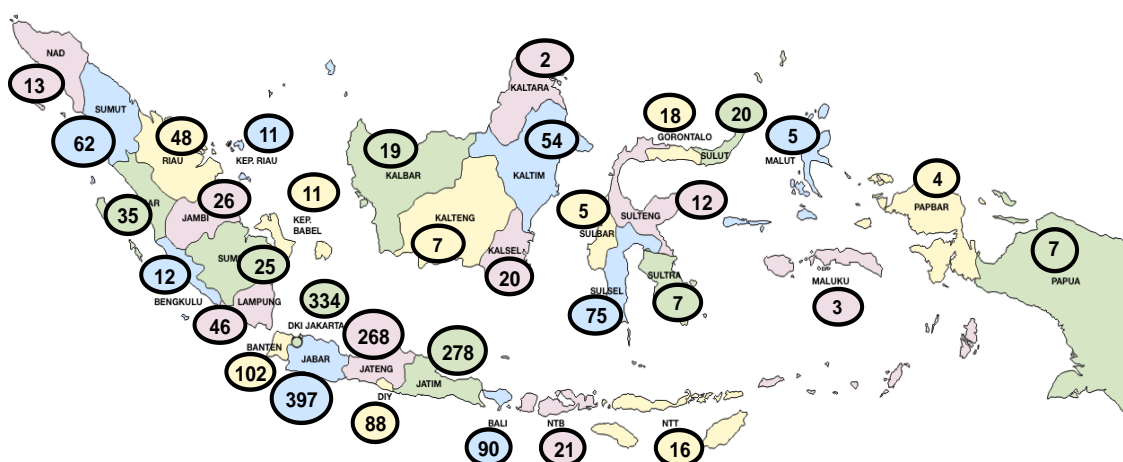 NAD
13
SUMUT
62
RIAU
48
KEP. RIAU
11
35
AR
JAMBI
26
KEP.
BABEL
11
SUM
25
BENGKULU
12
LAMPUNG
46
DKI JAKARTA
334
BANTEN
102
JABAR
397
JATENG
268
DIY
88
JATIM
278
BALI
90
NTB
21
NTT
16
KALBAR
19
KALTENG
7
KALSEL
20
KALTIM
54
KALTARA
2
GORONTALO
18
SULUT
20
SULTENG
12
SULBAR
5
SULSEL
75
SULTRA
7
MALUT
5
MALUKU
3
PAPBAR
4
PAPUA
7